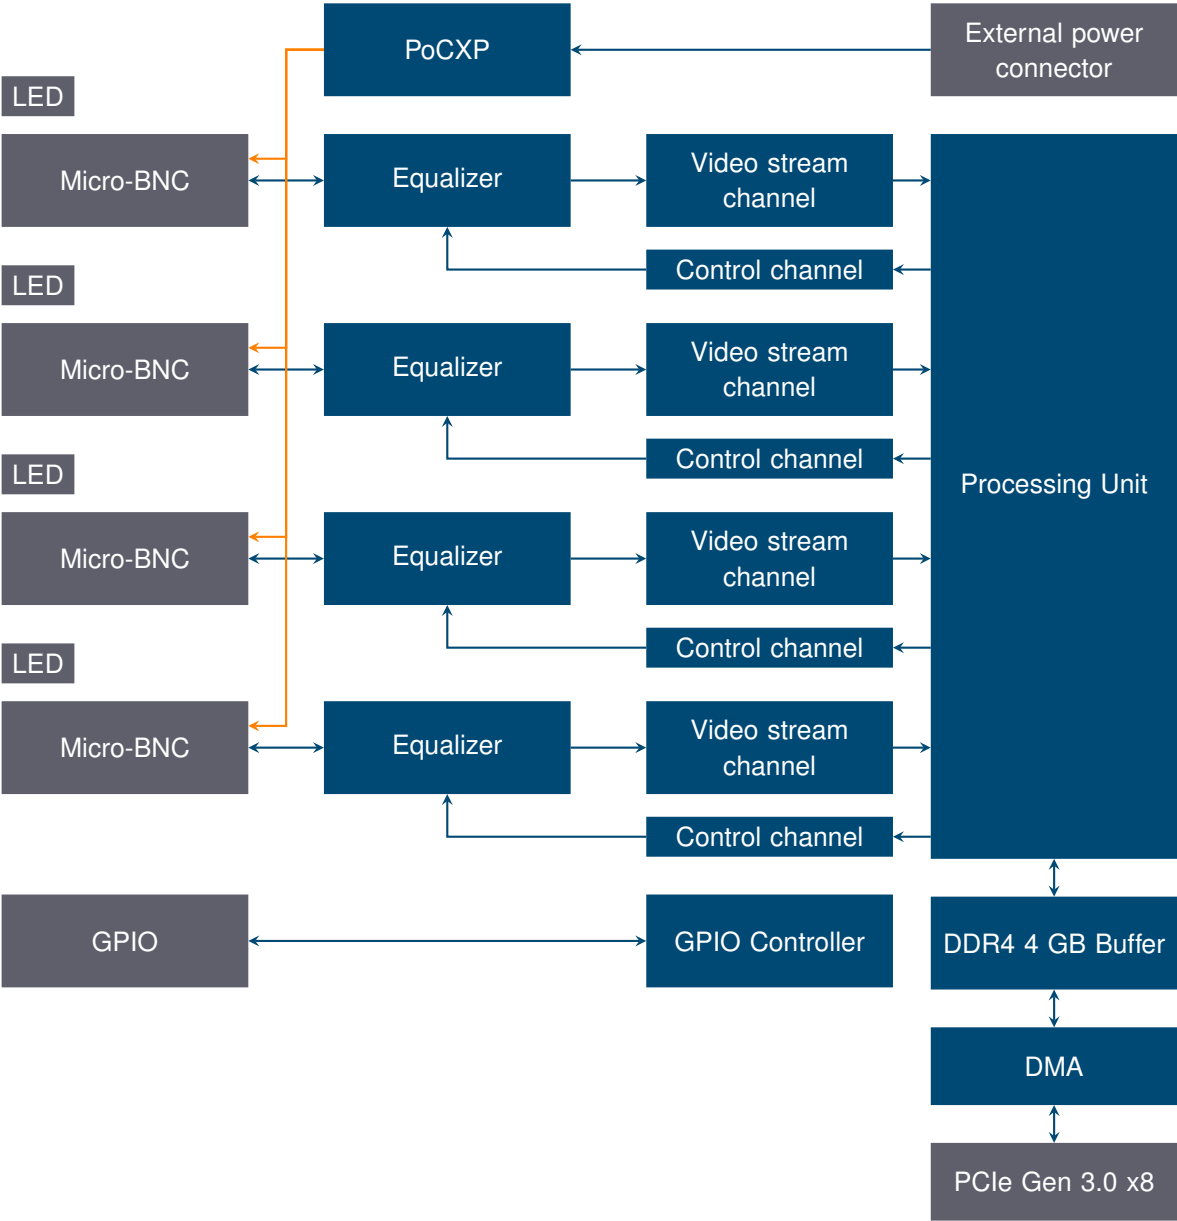 PoCXP
External power
connector
LED
Micro-BNC
Equalizer
Video stream
channel
Control channel
LED
Micro-BNC
Equalizer
Video stream
channel
Control channel
Processing Unit
LED
Micro-BNC
Equalizer
Video stream
channel
Control channel
LED
Micro-BNC
Equalizer
Video stream
channel
Control channel
GPIO
GPIO Controller
DDR4 4 GB Buffer
DMA
PCIe Gen 3.0 x8